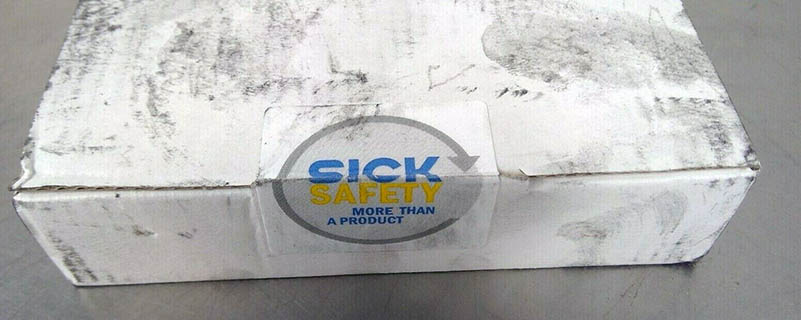 SICK
SAFETY
MORE THAN
A PRODUCT